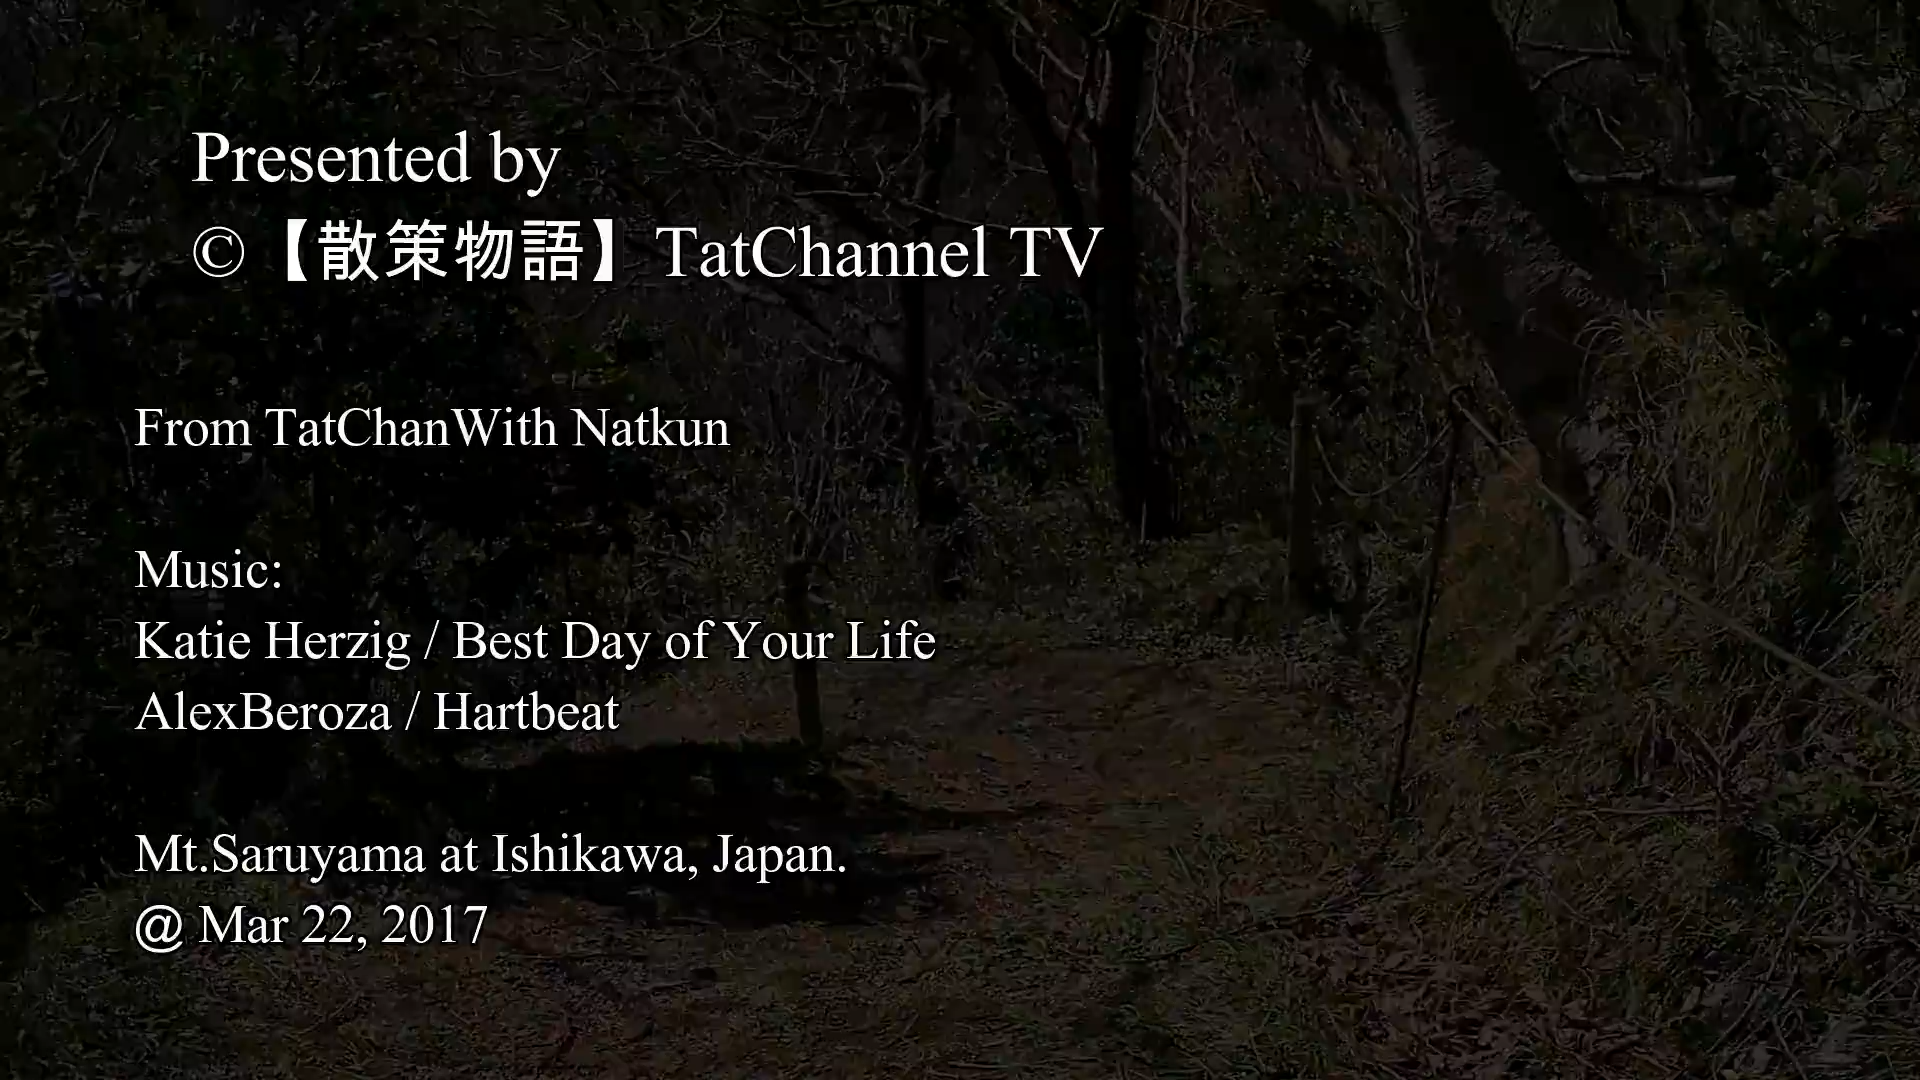 Presented by
©【散策物語】TatChannel TV
From TatChanWith Natkun
Music:
Katie Herzig / Best Day of Your Life
AlexBeroza / Hartbeat
Mt.Saruyama at Ishikawa, Japan.
@ Mar 22, 2017